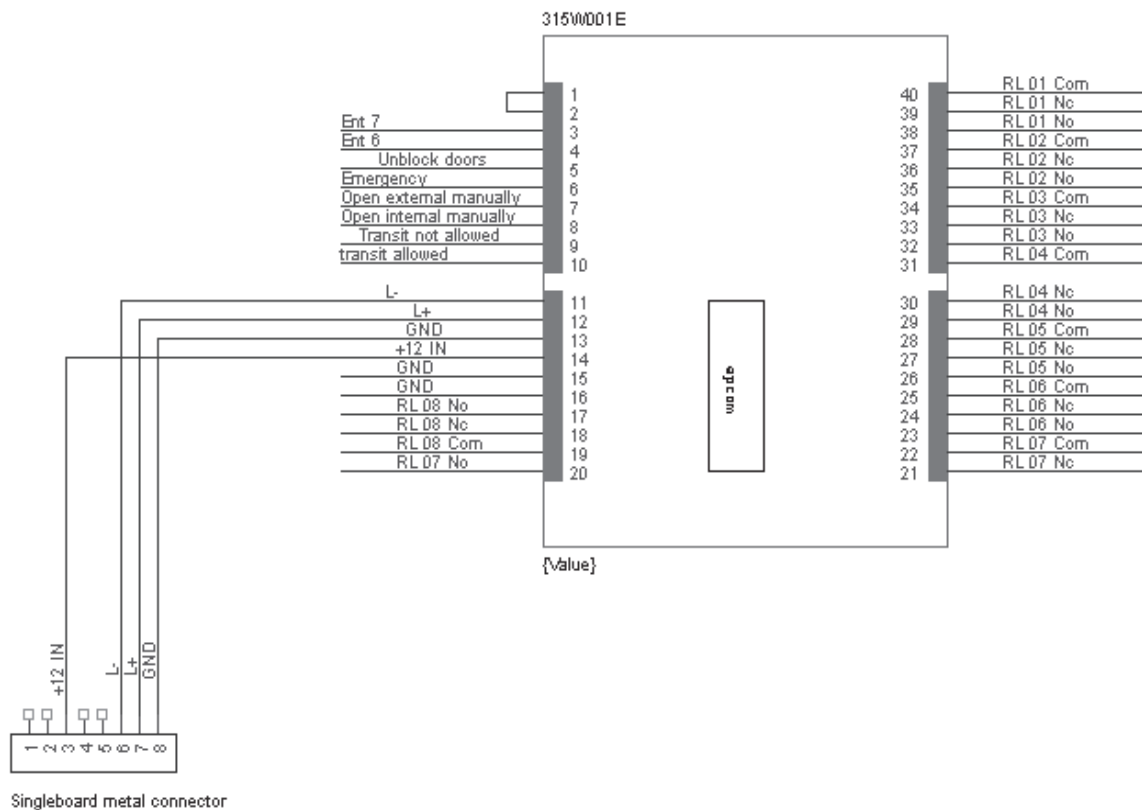 315W001E
1
2
Ent 7
3
Ent 6
4
Unblock doors
5
Emergency
6
Open external manually
7
Open internal manually
8
Transit not allowed
9
transit allowed
10
L-
11
L+
12
GND
13
+12 IN
14
GND
15
GND
16
RL 08 No
17
RL 08 Nc
18
RL 08 Com
19
RL 07 No
20
apcom
40
RL 01 Com
39
RL 01 Nc
38
RL 01 No
37
RL 02 Com
36
RL 02 Nc
35
RL 02 No
34
RL 03 Com
33
RL 03 Nc
32
RL 03 No
31
RL 04 Com
30
RL 04 Nc
29
RL 04 No
28
RL 05 Com
27
RL 05 Nc
26
RL 05 No
25
RL 06 Com
24
RL 06 Nc
23
RL 06 No
22
RL 07 Com
21
RL 07 Nc
{Value}
+12 IN
L-
L+
GND
1
2
3
4
5
6
7
8
Singleboard metal connector